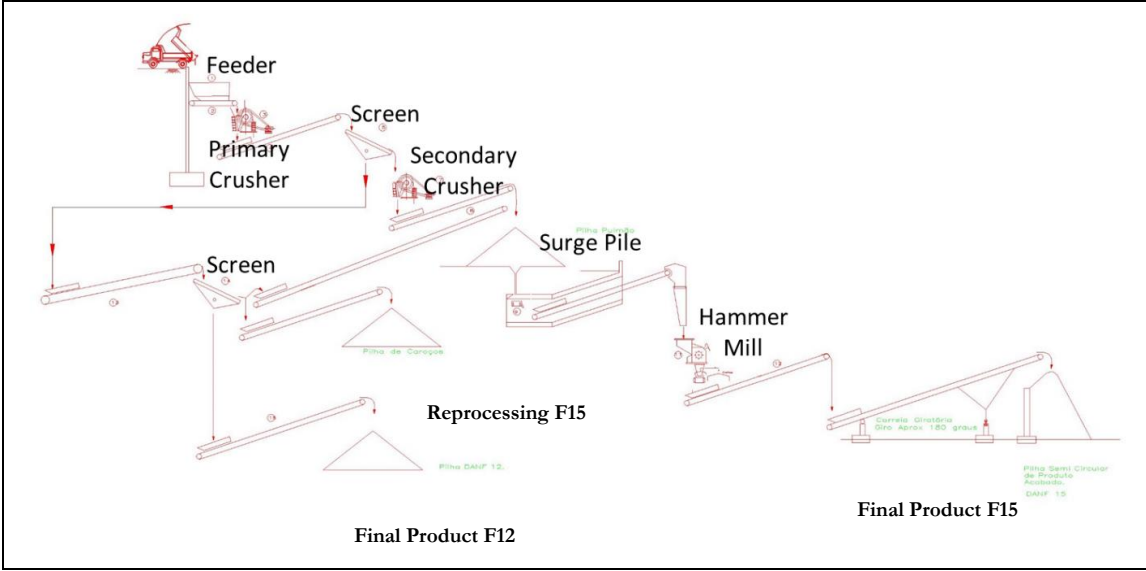 Feeder
Screen
Primary
Crusher
Secondary
Crusher
Pilha Pulmão
Surge Pile
Screen
Hammer
Mill
Pilha de Caroços
Reprocessing F15
Correia Giratória
Giro Aprox 180 graus
Pilha DANF 12.
Pilha Semi Circular
de Produto
Acabado.
DANF 15
Final Product F15
Final Product F12